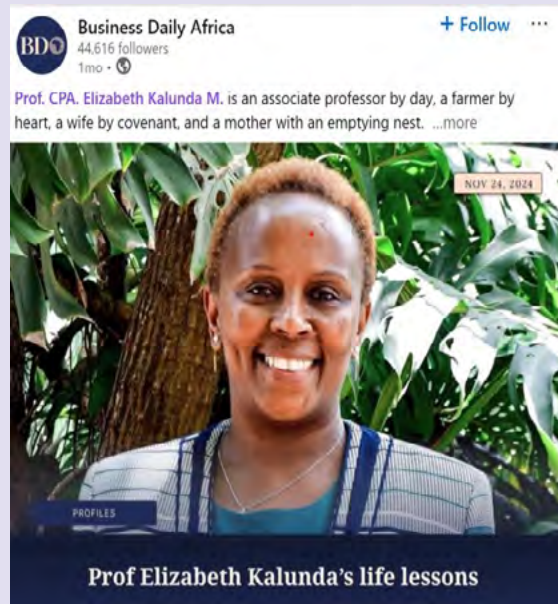 BD
Business Daily Africa
+ Follow ...
44,616 followers
1mo •
Prof. CPA. Elizabeth Kalunda M. is an associate professor by day, a farmer by
heart, a wife by covenant, and a mother with an emptying nest. ...more
NOV 24, 2024
PROFILES
Prof Elizabeth Kalunda’s life lessons